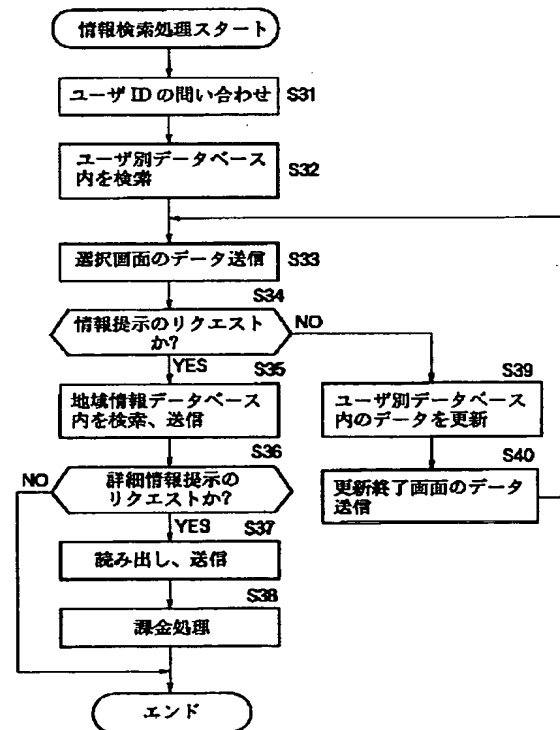 情報検索処理スタート
ユーザIDの問い合わせ
S31
ユーザ別データベース
内を検索
S32
選択画面のデータ送信
S33
S34
情報提示のリクエスト
か?
NO
YES
S35
地域情報データベース
内を検索、送信
S36
NO
詳細情報提示の
リクエストか?
YES
S37
読み出し、送信
S38
課金処理
エンド
S39
ユーザ別データベース
内のデータを更新
S40
更新終了画面のデータ
送信